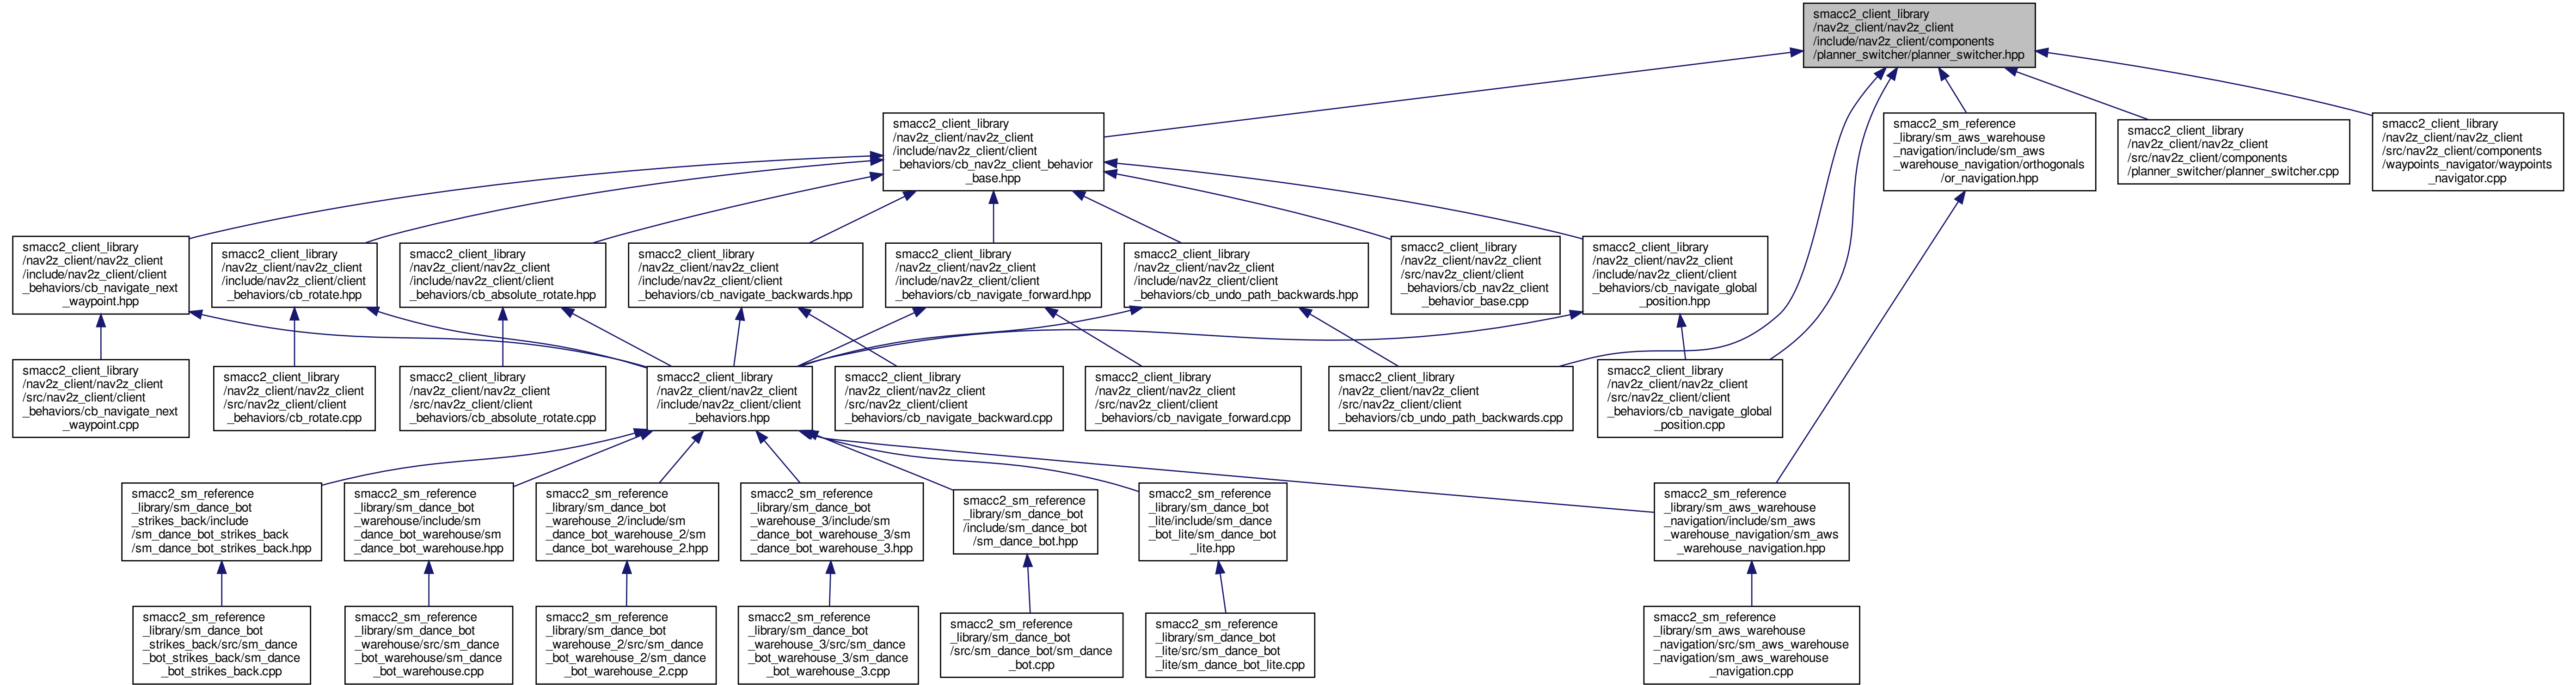 smacc2_client_library
/nav2z_client/nav2z_client
/include/nav2z_client/components
/planner_switcher/planner_switcher.hpp
smacc2_client_library
/nav2z_client/nav2z_client
/include/nav2z_client/client
_behaviors/cb_nav2z_client_behavior
_base.hpp
smacc2_sm_reference
_library/sm_aws_warehouse
_navigation/include/sm_aws
_warehouse_navigation/orthogonals
/or_navigation.hpp
smacc2_client_library
/nav2z_client/nav2z_client
/src/nav2z_client/components
/planner_switcher/planner_switcher.cpp
smacc2_client_library
/nav2z_client/nav2z_client
/src/nav2z_client/components
/waypoints_navigator/waypoints
_navigator.cpp
smacc2_client_library
/nav2z_client/nav2z_client
/include/nav2z_client/client
_behaviors/cb_navigate_next
_waypoint.hpp
smacc2_client_library
/nav2z_client/nav2z_client
/include/nav2z_client/client
_behaviors/cb_rotate.hpp
smacc2_client_library
/nav2z_client/nav2z_client
/include/nav2z_client/client
_behaviors/cb_absolute_rotate.hpp
smacc2_client_library
/nav2z_client/nav2z_client
/include/nav2z_client/client
_behaviors/cb_navigate_backwards.hpp
smacc2_client_library
/nav2z_client/nav2z_client
/include/nav2z_client/client
_behaviors/cb_navigate_forward.hpp
smacc2_client_library
/nav2z_client/nav2z_client
/include/nav2z_client/client
_behaviors/cb_undo_path_backwards.hpp
smacc2_client_library
/nav2z_client/nav2z_client
/src/nav2z_client/client
_behaviors/cb_nav2z_client
_behavior_base.cpp
smacc2_client_library
/nav2z_client/nav2z_client
/include/nav2z_client/client
_behaviors/cb_navigate_global
_position.hpp
smacc2_client_library
/nav2z_client/nav2z_client
/src/nav2z_client/client
_behaviors/cb_navigate_next
_waypoint.cpp
smacc2_client_library
/nav2z_client/nav2z_client
/src/nav2z_client/client
_behaviors/cb_rotate.cpp
smacc2_client_library
/nav2z_client/nav2z_client
/src/nav2z_client/client
_behaviors/cb_absolute_rotate.cpp
smacc2_client_library
/nav2z_client/nav2z_client
/include/nav2z_client/client
_behaviors.hpp
smacc2_client_library
/nav2z_client/nav2z_client
/src/nav2z_client/client
_behaviors/cb_navigate_backward.cpp
smacc2_client_library
/nav2z_client/nav2z_client
/src/nav2z_client/client
_behaviors/cb_navigate_forward.cpp
smacc2_client_library
/nav2z_client/nav2z_client
/src/nav2z_client/client
_behaviors/cb_undo_path_backwards.cpp
smacc2_client_library
/nav2z_client/nav2z_client
/src/nav2z_client/client
_behaviors/cb_navigate_global
_position.cpp
smacc2_sm_reference
_library/sm_dance_bot
_strikes_back/include
/sm_dance_bot_strikes_back
/sm_dance_bot_strikes_back.hpp
smacc2_sm_reference
_library/sm_dance_bot
_warehouse/include/sm
_dance_bot_warehouse/sm
_dance_bot_warehouse.hpp
smacc2_sm_reference
_library/sm_dance_bot
_warehouse_2/include/sm
_dance_bot_warehouse_2/sm
_dance_bot_warehouse_2.hpp
smacc2_sm_reference
_library/sm_dance_bot
_warehouse_3/include/sm
_dance_bot_warehouse_3/sm
_dance_bot_warehouse_3.hpp
smacc2_sm_reference
_library/sm_dance_bot
/include/sm_dance_bot
/sm_dance_bot.hpp
smacc2_sm_reference
_library/sm_dance_bot
_lite/include/sm_dance
_bot_lite/sm_dance_bot
_lite.hpp
smacc2_sm_reference
_library/sm_aws_warehouse
_navigation/include/sm_aws
_warehouse_navigation/sm_aws
_warehouse_navigation.hpp
smacc2_sm_reference
_library/sm_dance_bot
_strikes_back/src/sm_dance
_bot_strikes_back/sm_dance
_bot_strikes_back.cpp
smacc2_sm_reference
_library/sm_dance_bot
_warehouse/src/sm_dance
_bot_warehouse/sm_dance
_bot_warehouse.cpp
smacc2_sm_reference
_library/sm_dance_bot
_warehouse_2/src/sm_dance
_bot_warehouse_2/sm_dance
_bot_warehouse_2.cpp
smacc2_sm_reference
_library/sm_dance_bot
_warehouse_3/src/sm_dance
_bot_warehouse_3/sm_dance
_bot_warehouse_3.cpp
smacc2_sm_reference
_library/sm_dance_bot
/src/sm_dance_bot/sm_dance
_bot.cpp
smacc2_sm_reference
_library/sm_dance_bot
_lite/src/sm_dance_bot
_lite/sm_dance_bot_lite.cpp
smacc2_sm_reference
_library/sm_aws_warehouse
_navigation/src/sm_aws_warehouse
_navigation/sm_aws_warehouse
_navigation.cpp